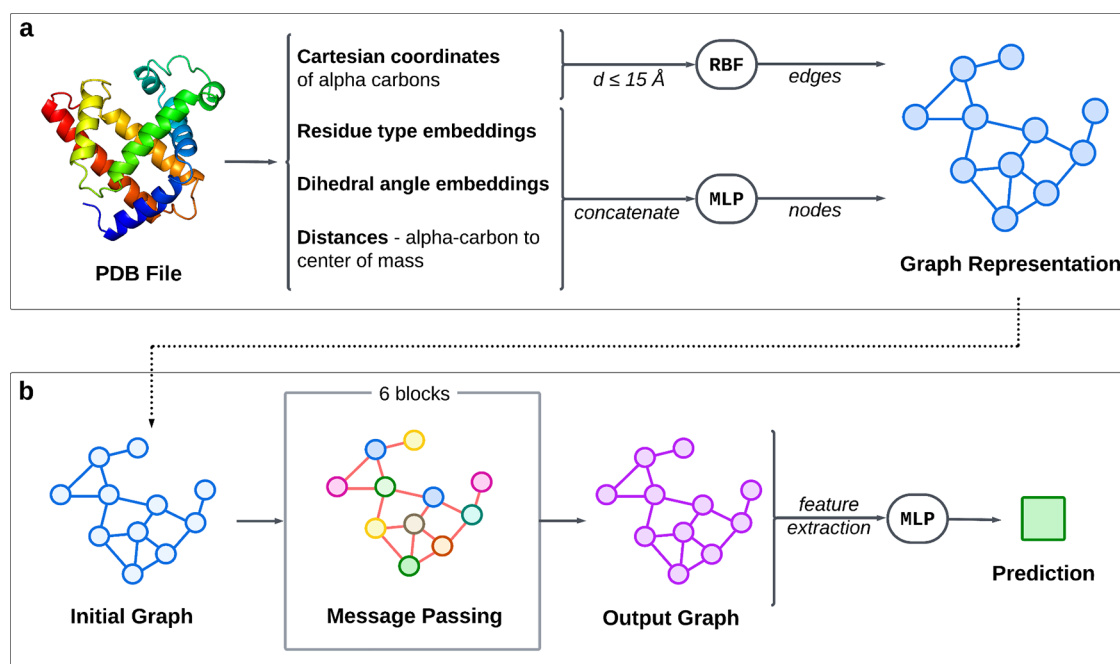 a
Cartesian coordinates
of alpha carbons
d ≤ 15 Å
RBF
edges
Residue type embeddings
Dihedral angle embeddings
Distances - alpha-carbon to
center of mass
concatenate
MLP
nodes
PDB File
Graph Representation
b
6 blocks
Initial Graph
Message Passing
Output Graph
feature
extraction
MLP
Prediction